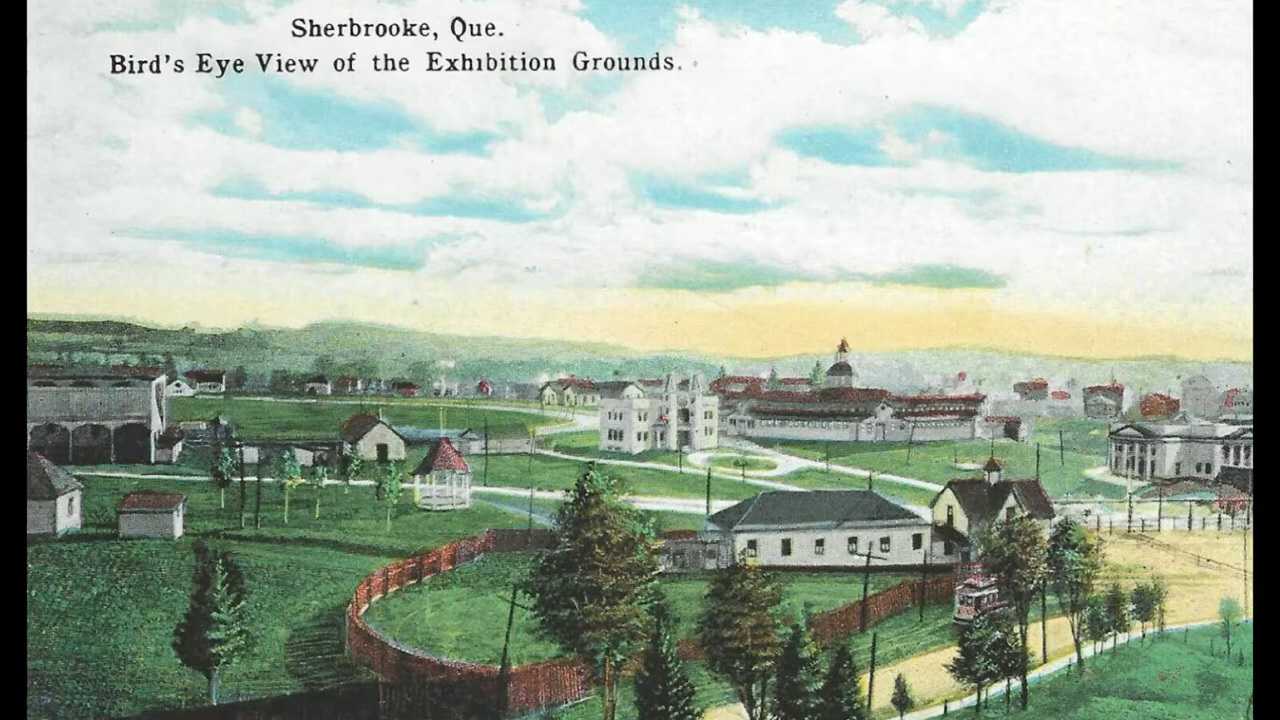 Sherbrooke, Que.
Bird's Eye View of the Exhibition Grounds.